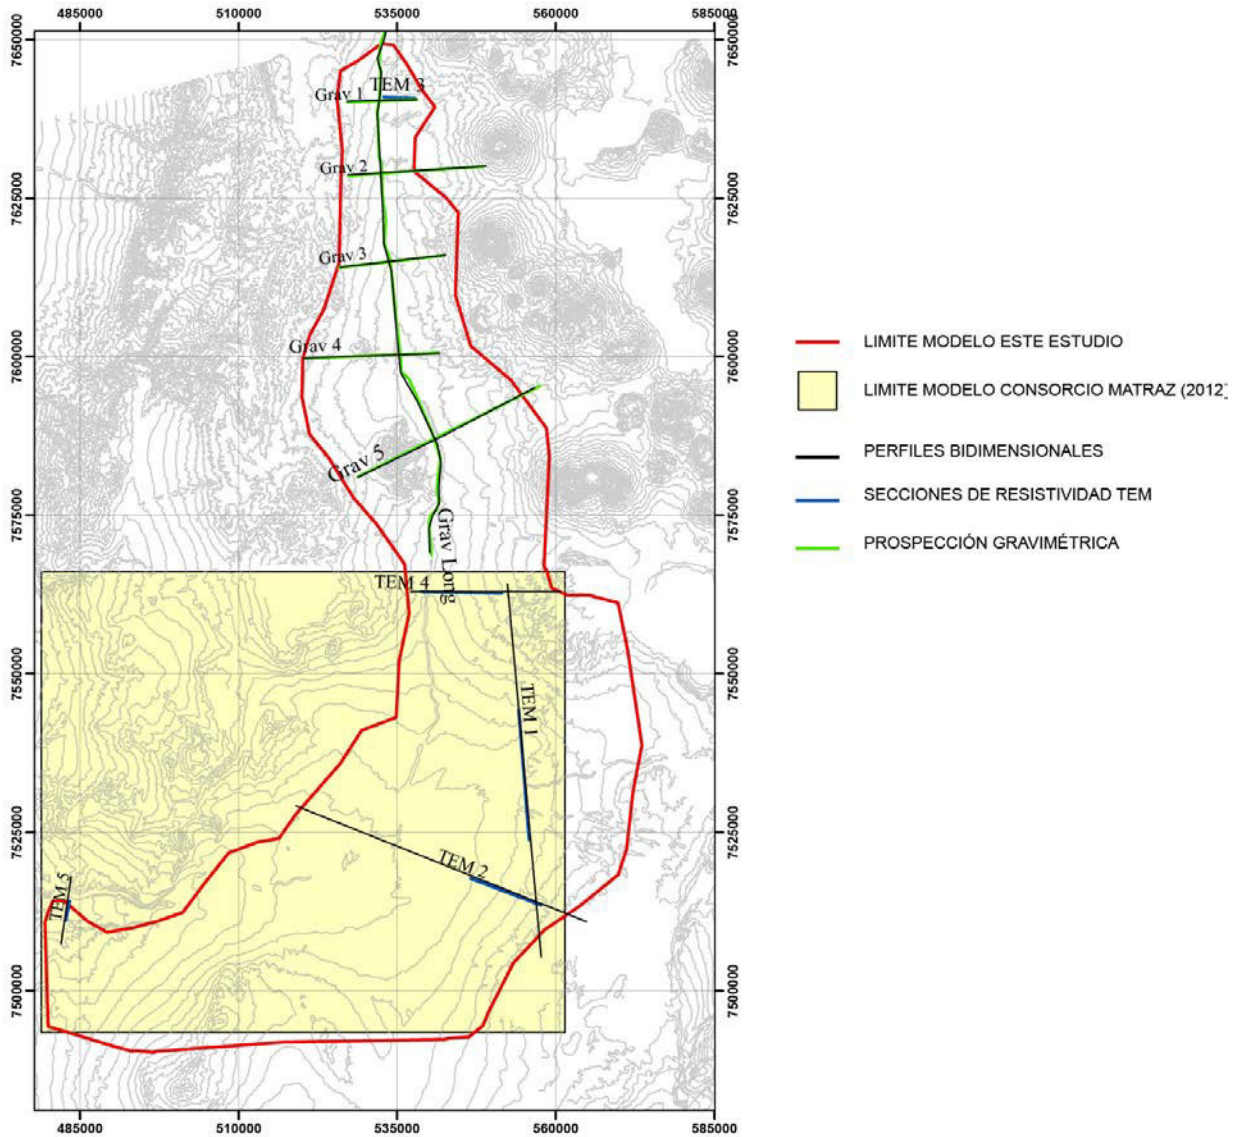 485000 510000 535000 560000 585000
7650000 7650000
TEM 3
Grav 1
Grav 2
7625000 7625000
Grav 3
Grav 4
7600000 7600000
LIMITE MODELO ESTE ESTUDIO
LIMITE MODELO CONSORCIO MATRAZ (2012
PERFILES BIDIMENSIONALES
SECCIONES DE RESISTIVIDAD TEM
PROSPECCIÓN GRAVIMÉTRICA
Grav 5
7575000 7575000
Grav Long
TEM 4
7550000 7550000
TEM 1
7525000 7525000
TEM 2
TEM 5
7500000 7500000
485000 510000 535000 560000 585000